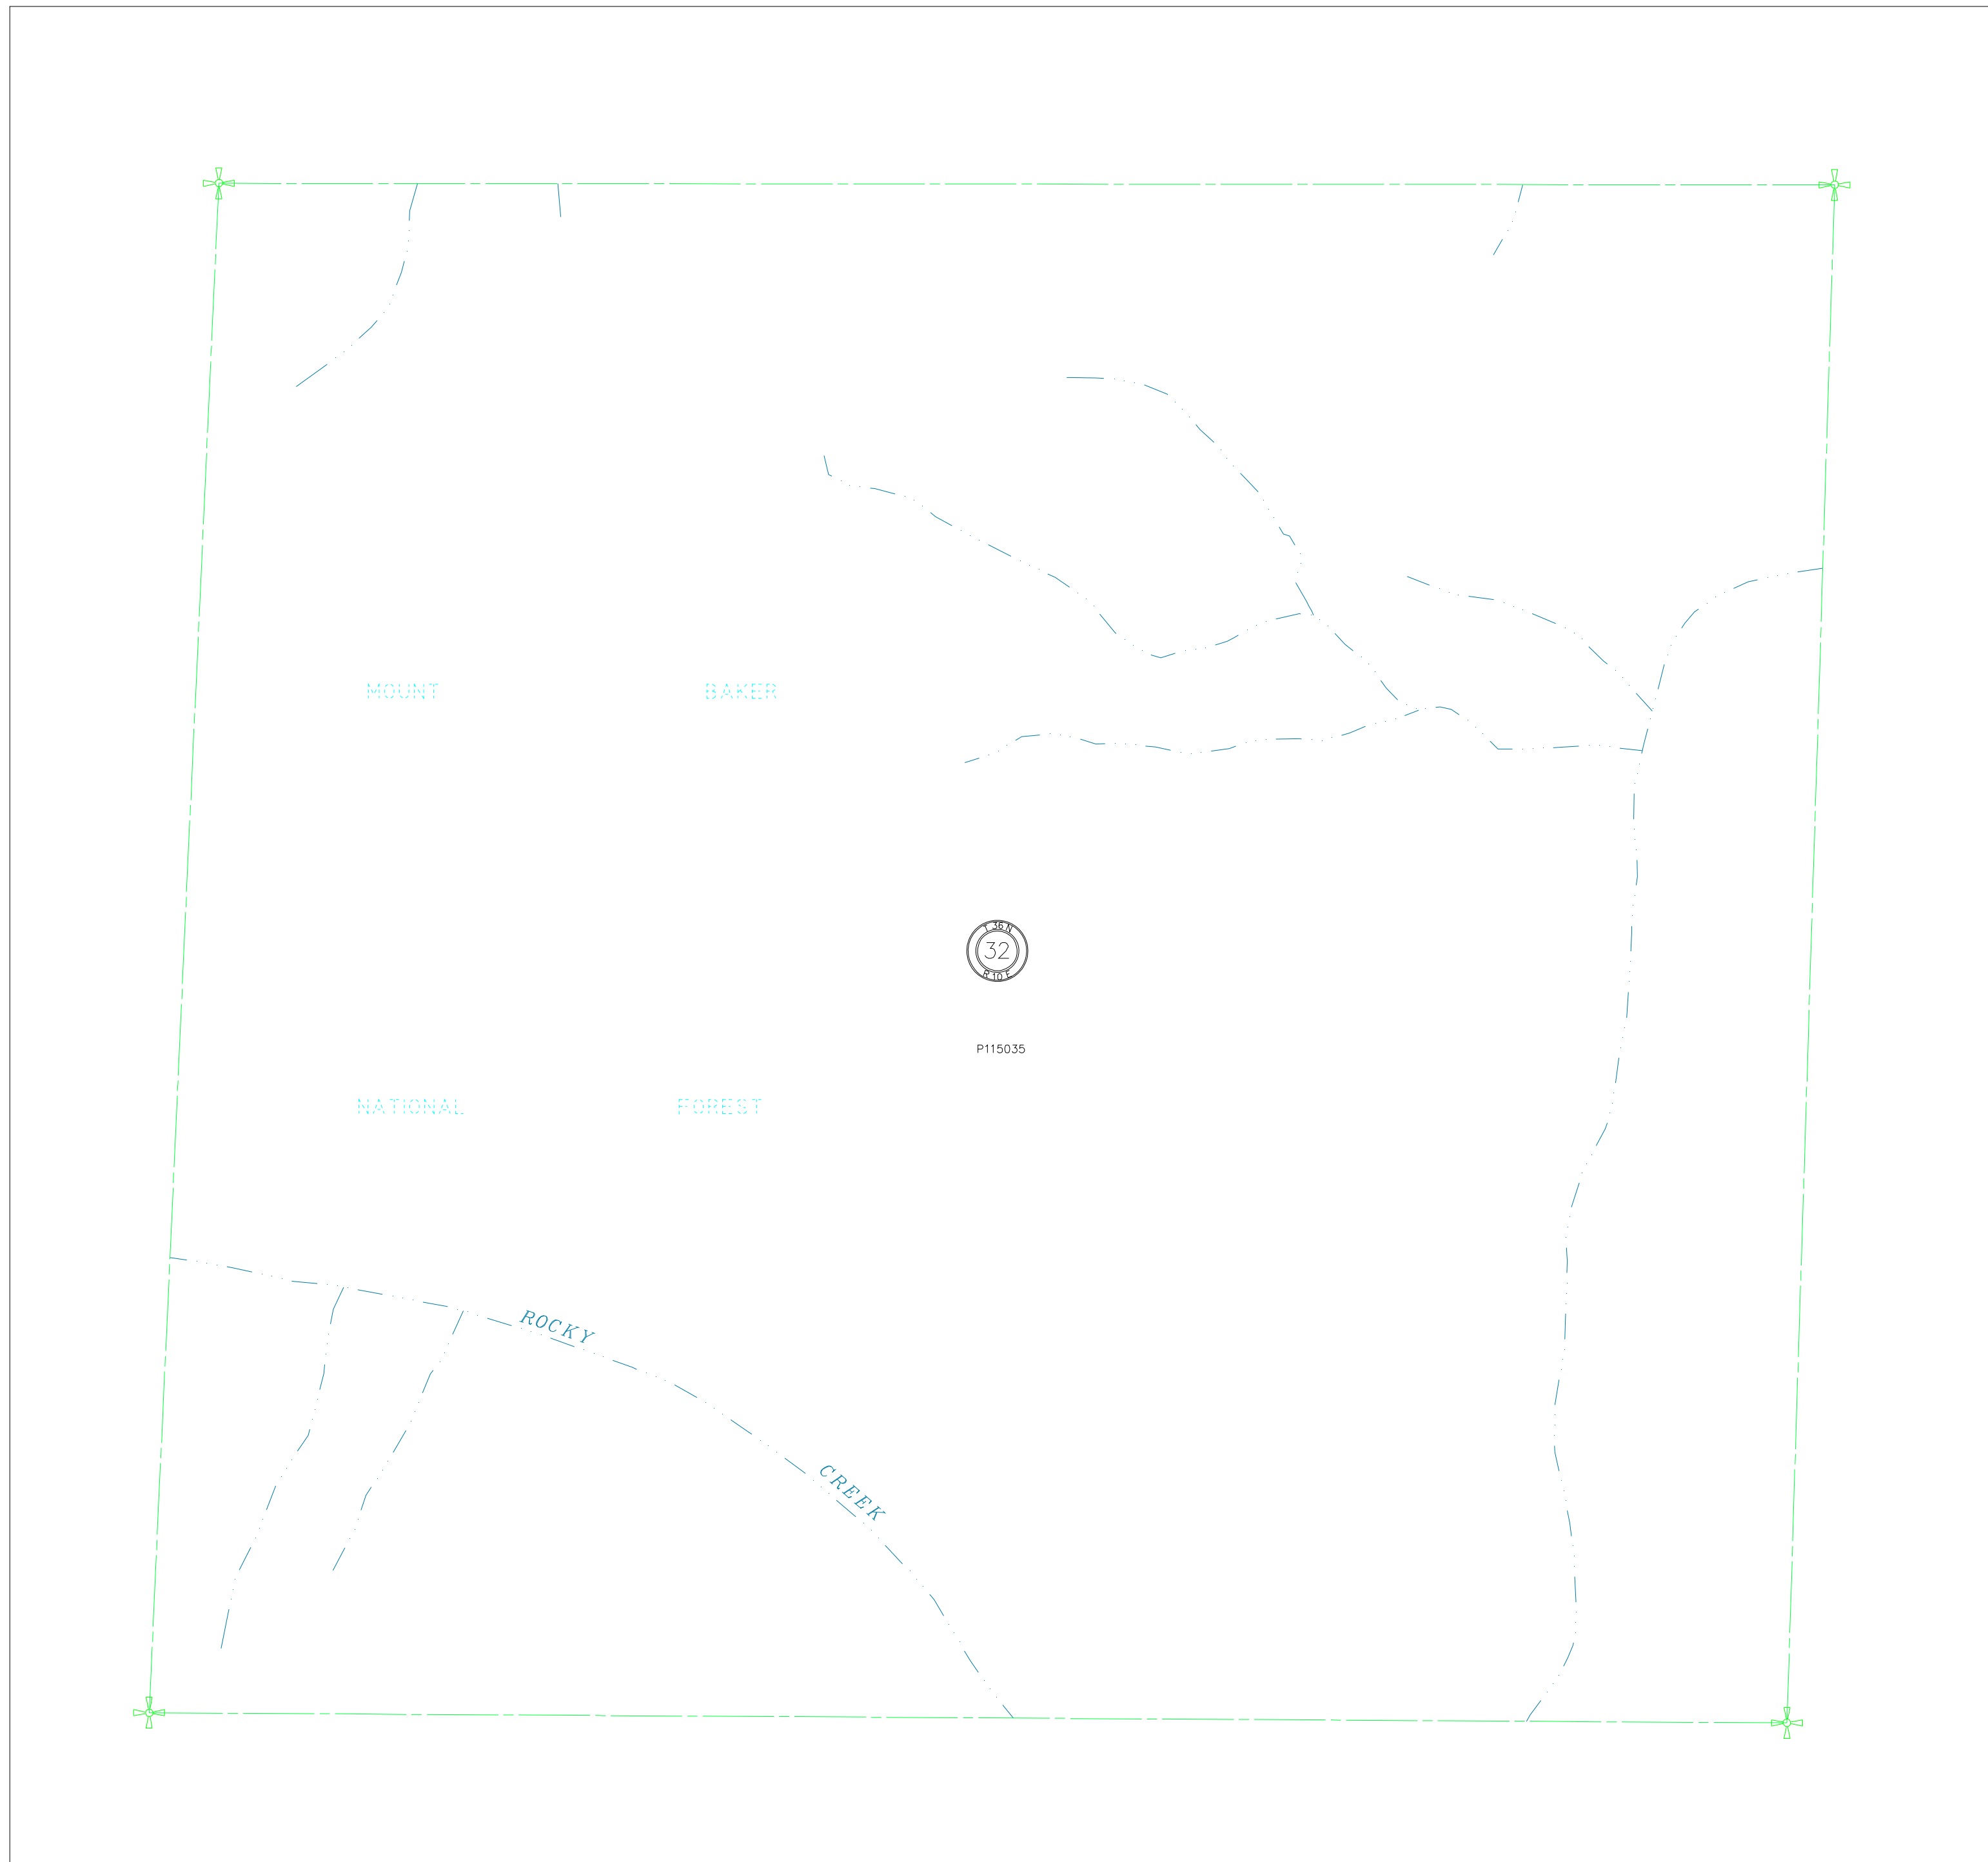 MOUNT BAKER
T 36 N
32
R 10 E
P115035
NATIONAL FOREST
ROCKY
CREEK